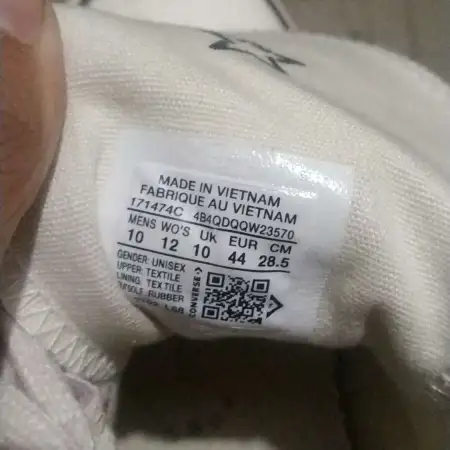 MADE IN VIETNAM
FABRIQUE AU VIETNAM
171474C 4B4QDQQW23570
MENS WO'S UK EUR CM
10 12 10 44 28.5
GENDER: UNISEX
UPPER: TEXTILE
LINING: TEXTILE
RUBBER
CONVERSE